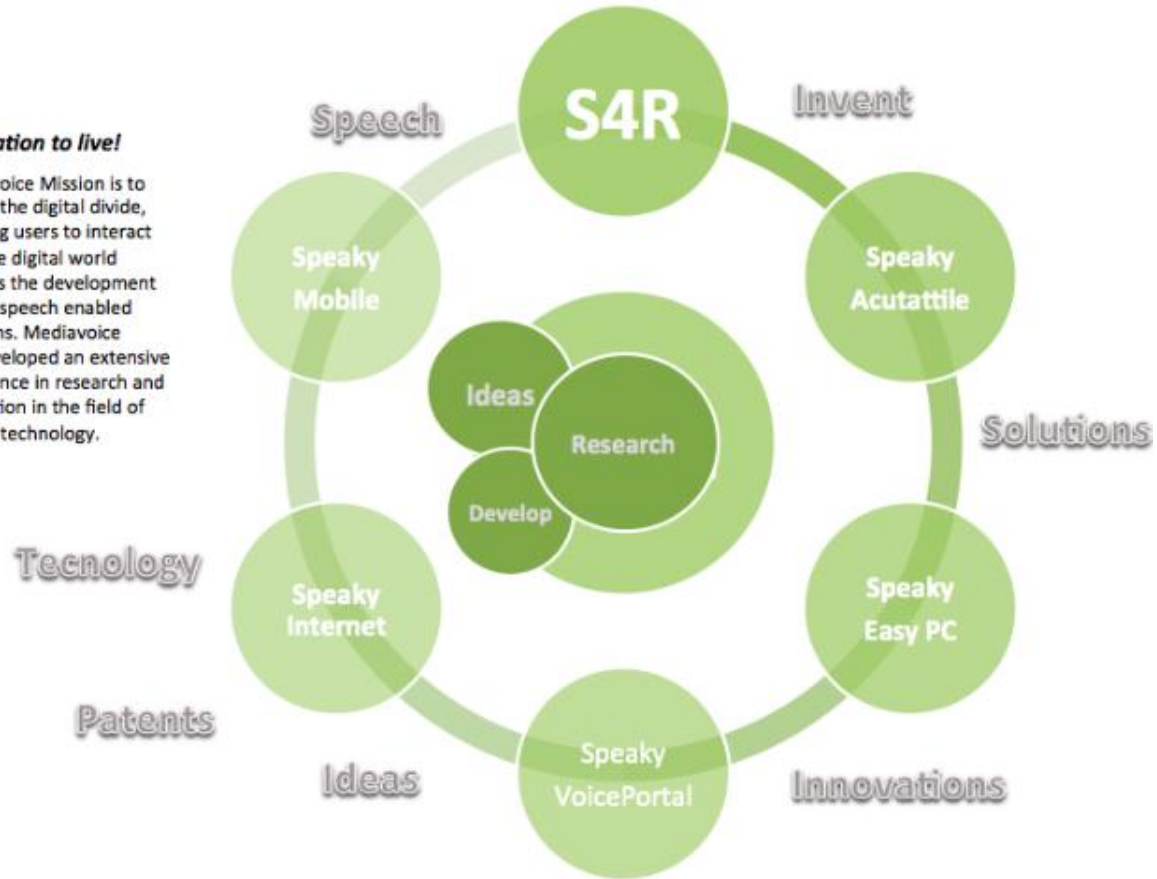 ation to live!
oice Mission is to
the digital divide,
g users to interact
e digital world
s the development
speech enabled
ns. Mediavoice
veloped an extensive
nce in research and
tion in the field of
technology.
S4R
Speech
Invent
Speaky
Mobile
Speaky
Acutattile
Ideas
Research
Develop
Solutions
Tecnology
Speaky
Internet
Speaky
Easy PC
Patents
Ideas
Speaky
VoicePortal
Innovations